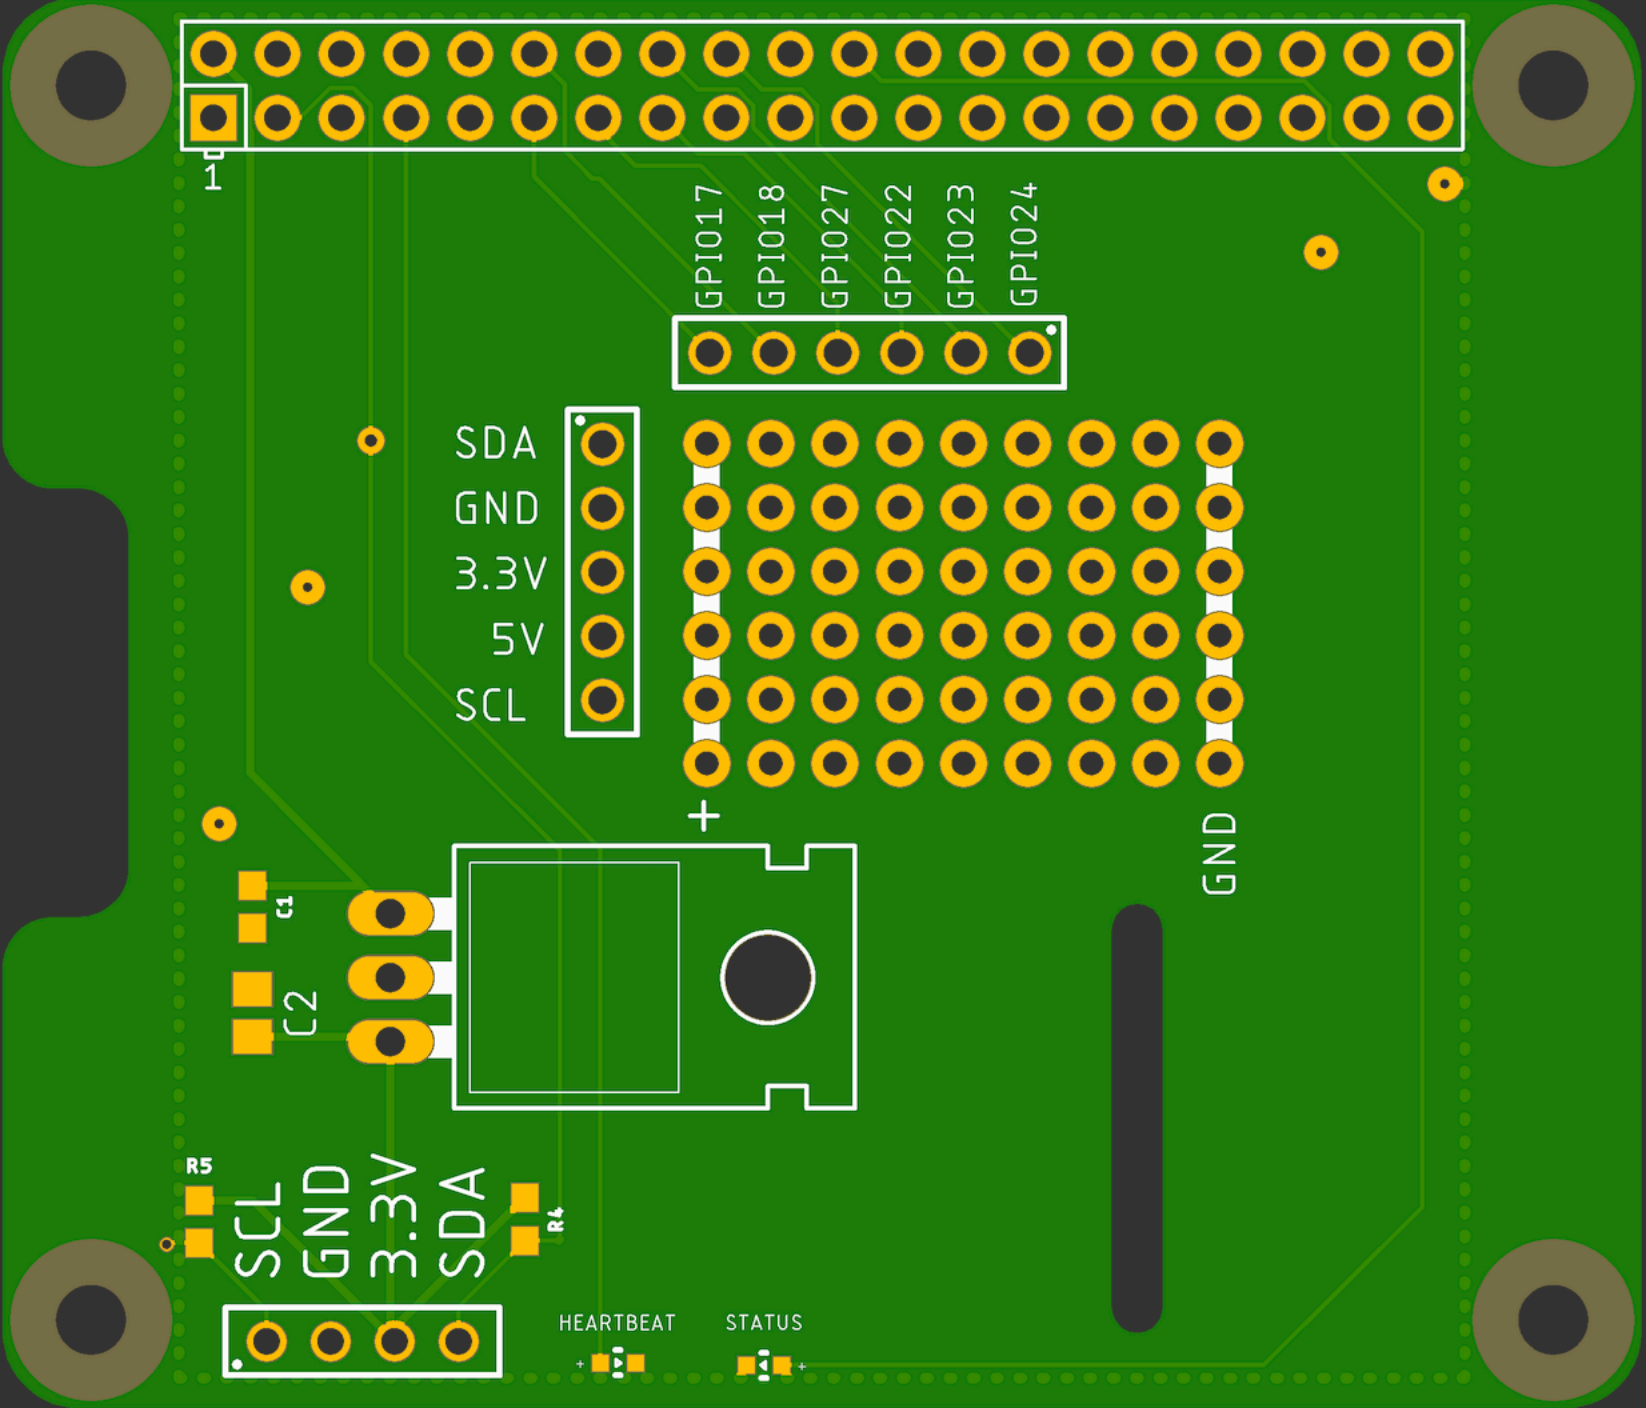 1
GPIO17
GPIO18
GPIO27
GPIO22
GPIO23
GPIO24
SDA
GND
3.3V
5V
SCL
+
GND
C1
C2
R5
SCL
GND
3.3V
SDA
R4
HEARTBEAT
STATUS
+
+